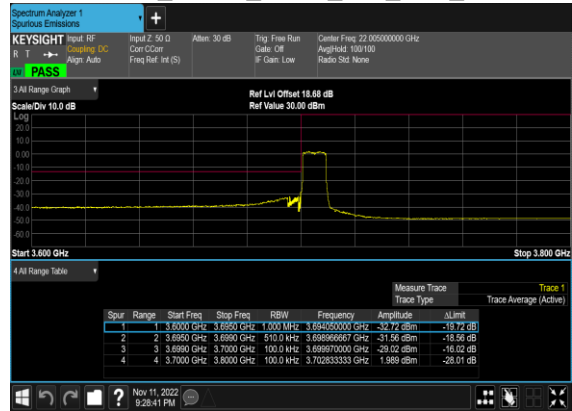 Spectrum Analyzer 1
Spurious Emissions
KEYSIGHT Input: RF Input Z: 50 Ω Atten: 30 dB Trig: Free Run Center Freq: 22.005000000 GHz
R T Coupling: DC Corr CCorr Gate: Off Avg|Hold: 100/100
Align: Auto Freq Ref: Int (S) IF Gain: Low Radio Std: None
PASS
3 All Range Graph
Ref Lvl Offset 18.68 dB
Scale/Div 10.0 dB Ref Value 30.00 dBm
Log
20.0
10.0
0.00
-10.0
-20.0
-30.0
-40.0
-50.0
-60.0
Start 3.600 GHz Stop 3.800 GHz
4 All Range Table
Measure Trace Trace 1
Trace Type Trace Average (Active)
Spur Range Start Freq Stop Freq RBW Frequency Amplitude ΔLimit
1 1 3.6000 GHz 3.6950 GHz 1.000 MHz 3.694050000 GHz -32.72 dBm -19.72 dB
2 2 3.6950 GHz 3.6990 GHz 510.0 kHz 3.698966667 GHz -31.56 dBm -18.56 dB
3 3 3.6990 GHz 3.7000 GHz 100.0 kHz 3.699970000 GHz -29.02 dBm -16.02 dB
4 4 3.7000 GHz 3.8000 GHz 100.0 kHz 3.702833333 GHz 1.989 dBm -28.01 dB
? Nov 11, 2022
9:28:41 PM